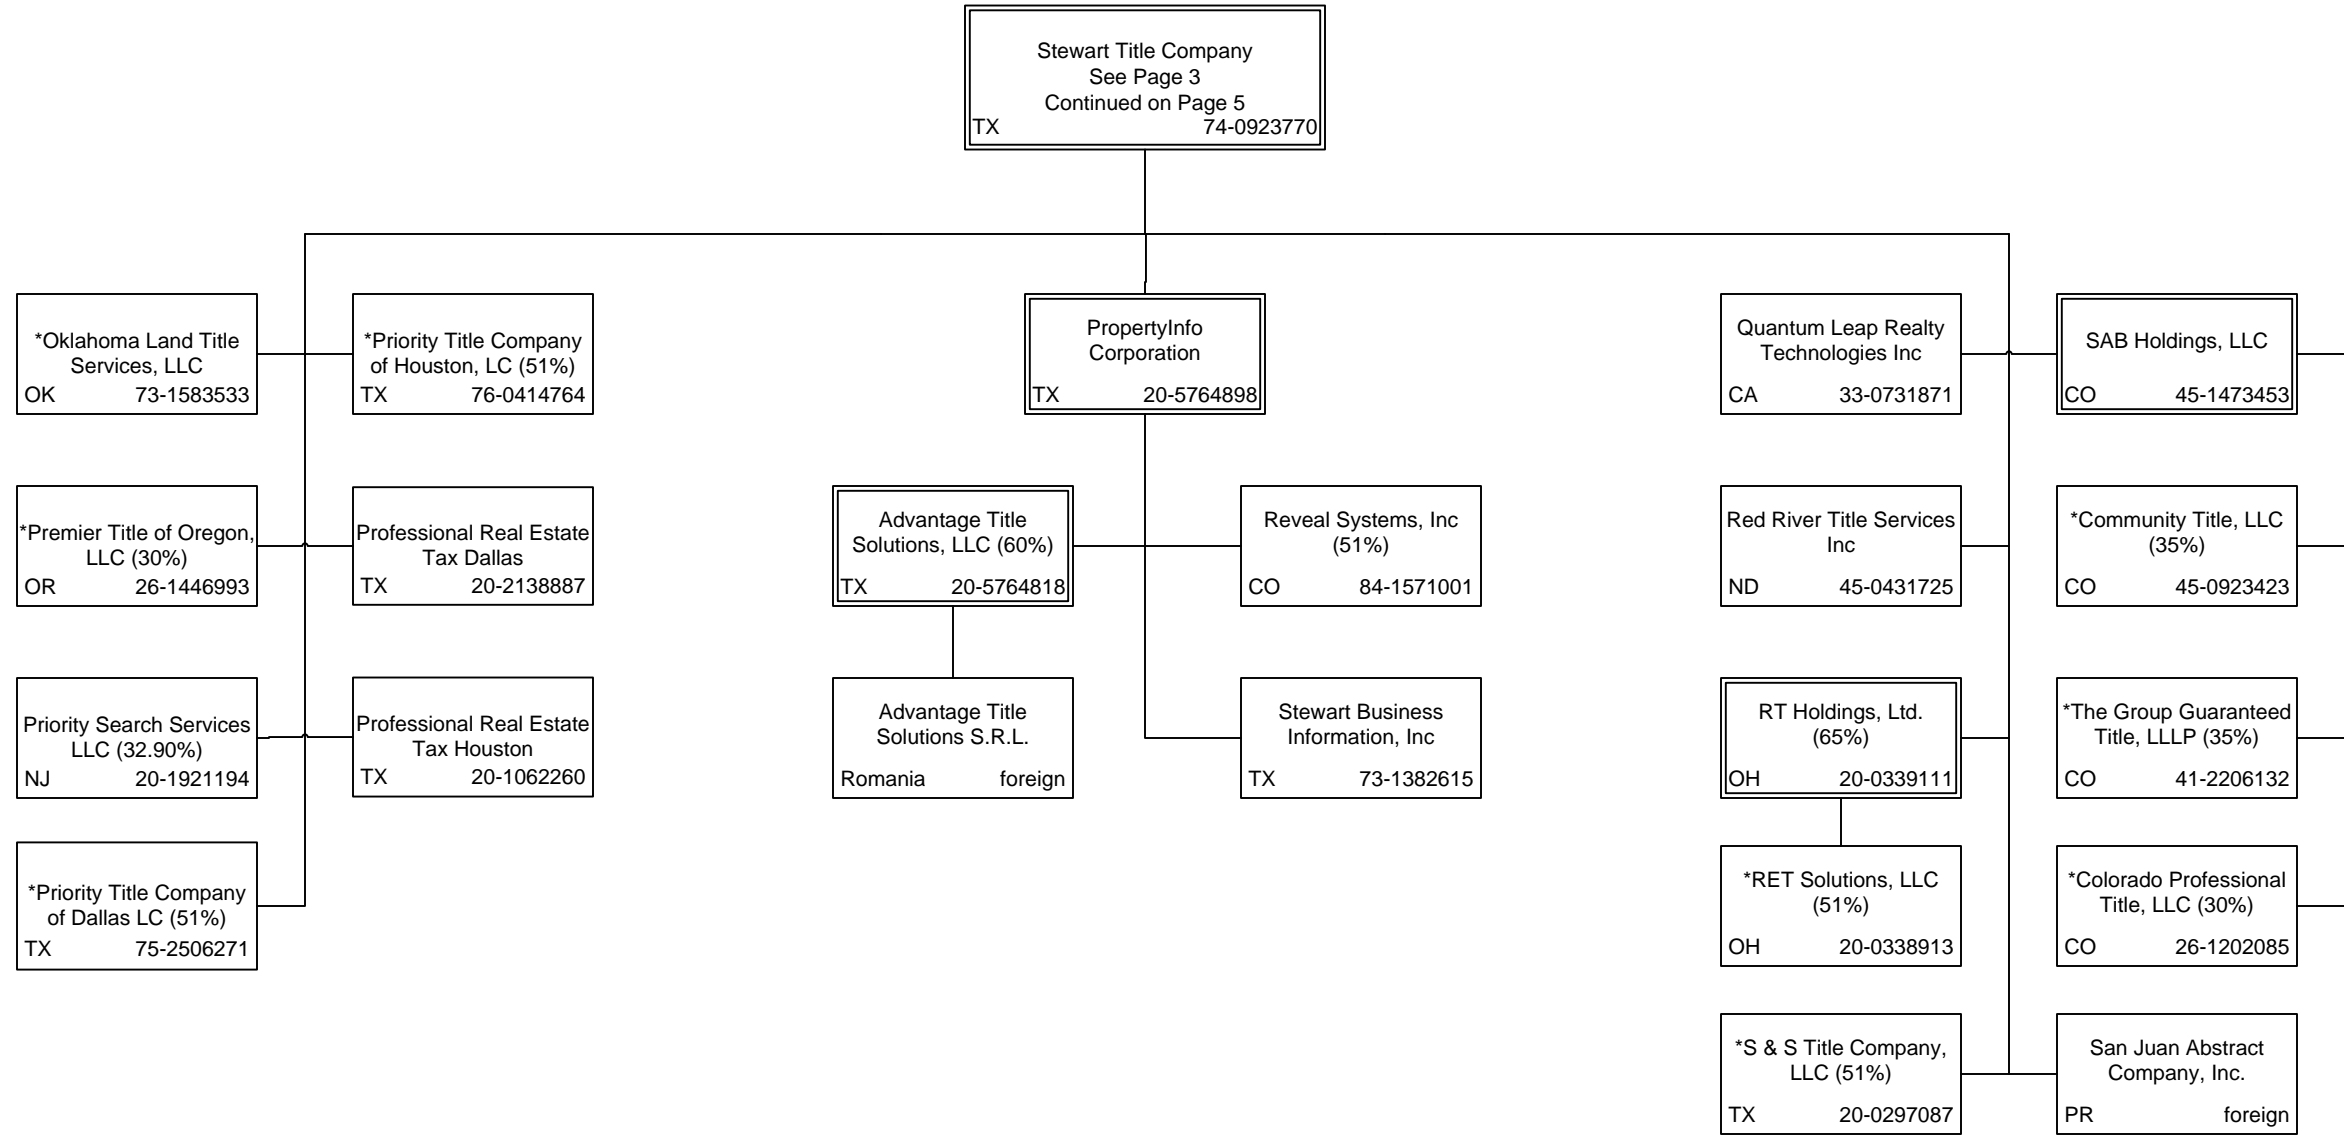 Stewart Title Company
See Page 3
Continued on Page 5
TX 74-0923770
*Oklahoma Land Title
Services, LLC
OK 73-1583533
*Priority Title Company
of Houston, LC (51%)
TX 76-0414764
PropertyInfo
Corporation
TX 20-5764898
Quantum Leap Realty
Technologies Inc
CA 33-0731871
SAB Holdings, LLC
CO 45-1473453
*Premier Title of Oregon,
LLC (30%)
OR 26-1446993
Professional Real Estate
Tax Dallas
TX 20-2138887
Advantage Title
Solutions, LLC (60%)
TX 20-5764818
Reveal Systems, Inc
(51%)
CO 84-1571001
Red River Title Services
Inc
ND 45-0431725
*Community Title, LLC
(35%)
CO 45-0923423
Priority Search Services
LLC (32.90%)
NJ 20-1921194
Professional Real Estate
Tax Houston
TX 20-1062260
Advantage Title
Solutions S.R.L.
Romania foreign
Stewart Business
Information, Inc
TX 73-1382615
RT Holdings, Ltd.
(65%)
OH 20-0339111
*The Group Guaranteed
Title, LLLP (35%)
CO 41-2206132
*Priority Title Company
of Dallas LC (51%)
TX 75-2506271
*RET Solutions, LLC
(51%)
OH 20-0338913
*Colorado Professional
Title, LLC (30%)
CO 26-1202085
*S & S Title Company,
LLC (51%)
TX 20-0297087
San Juan Abstract
Company, Inc.
PR foreign